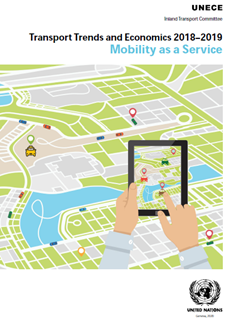 UNECE
Inland Transport Committee
Transport Trends and Economics 2018–2019
Mobility as a Service
UNITED NATIONS